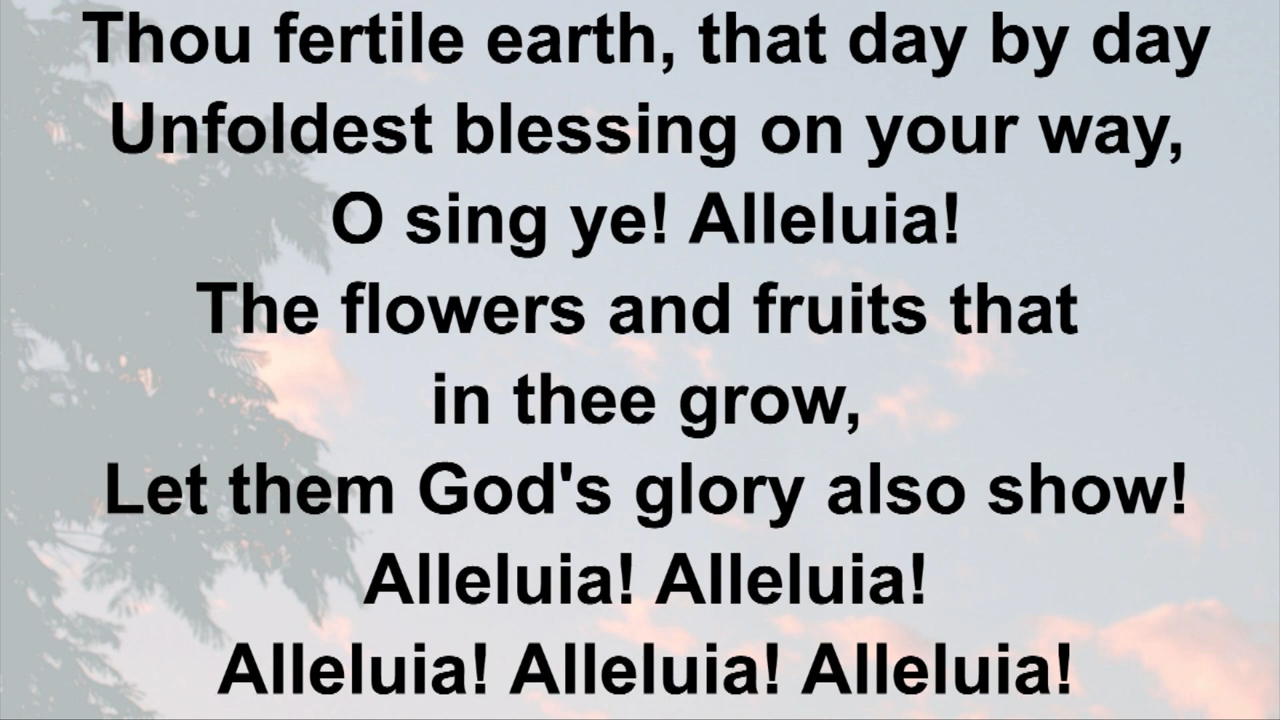 Thou fertile earth, that day by day
Unfoldest blessing on your way,
O sing ye! Alleluia!
The flowers and fruits that
in thee grow,
Let them God's glory also show!
Alleluia! Alleluia!
Alleluia! Alleluia! Alleluia!